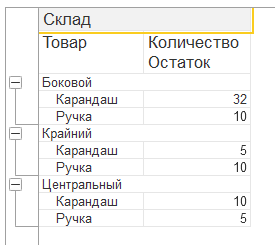 Склад
Товар Количество
Остаток
Боковой
Карандаш 32
Ручка 10
Крайний
Карандаш 5
Ручка 10
Центральный
Карандаш 10
Ручка 5